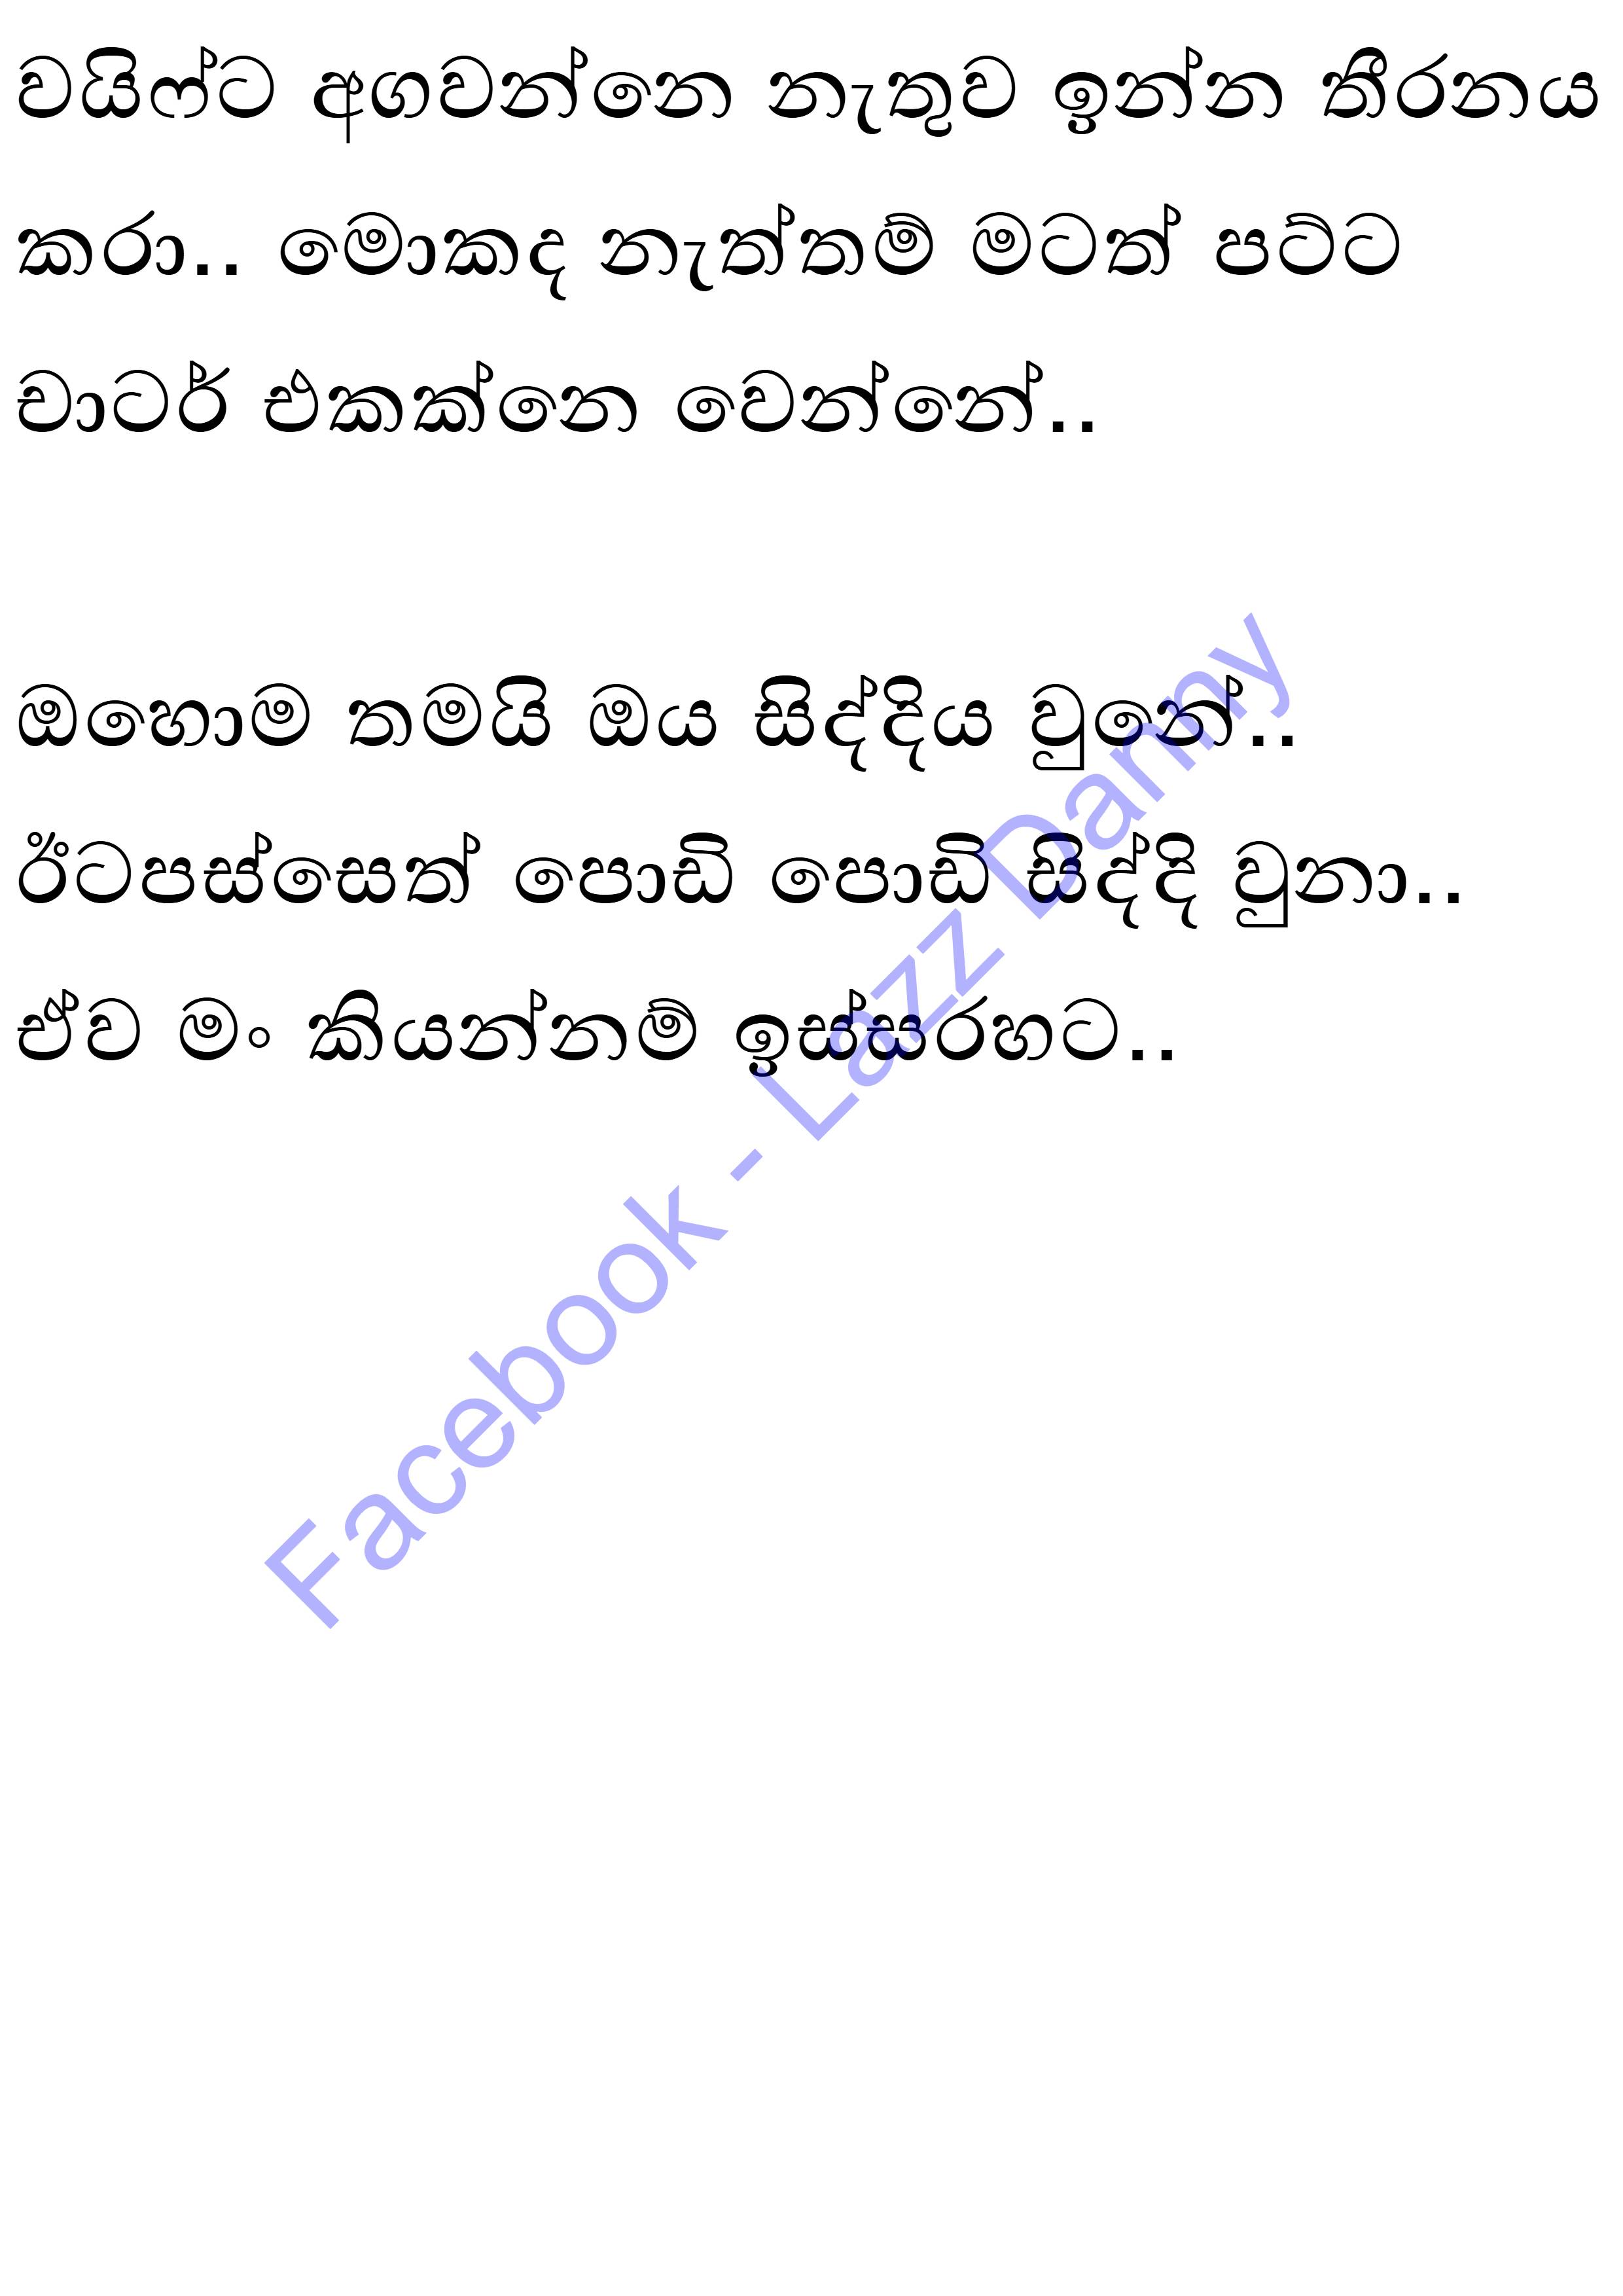 වයිෆ්ට අගවන්නෙ නැතුව ඉන්න තීරනය
කරා.. මොකද නැත්තම් මටත් පට්ට
චාටර් එකක්නෙ වෙන්නේ..
ඔහොම තමයි ඔය සිද්දිය වුනේ..
ඊටපස්සෙත් පොඩි පොඩි සිද්දි වුනා..
ඒව මං කියන්නම් ඉස්සරහට..
Facebook - Lazz Danny